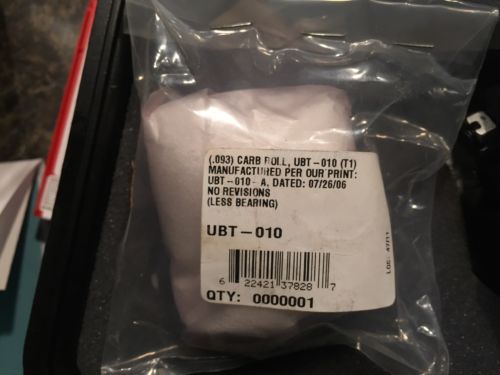 (.093) CARB ROLL, UBT-010 (T1)
MANUFACTURED PER OUR PRINT:
UBT-010-A, DATED: 07/26/06
NO REVISIONS
(LESS BEARING)
UBT-010
6 22421 37828 7
QTY: 0000001